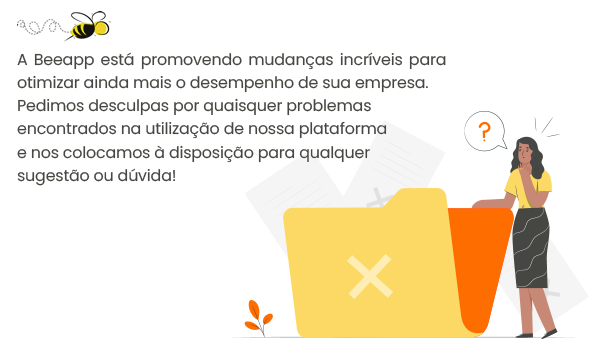 A Beeapp está promovendo mudanças incríveis para
otimizar ainda mais o desempenho de sua empresa.
Pedimos desculpas por quaisquer problemas
encontrados na utilização de nossa plataforma
e nos colocamos à disposição para qualquer
sugestão ou dúvida!
?